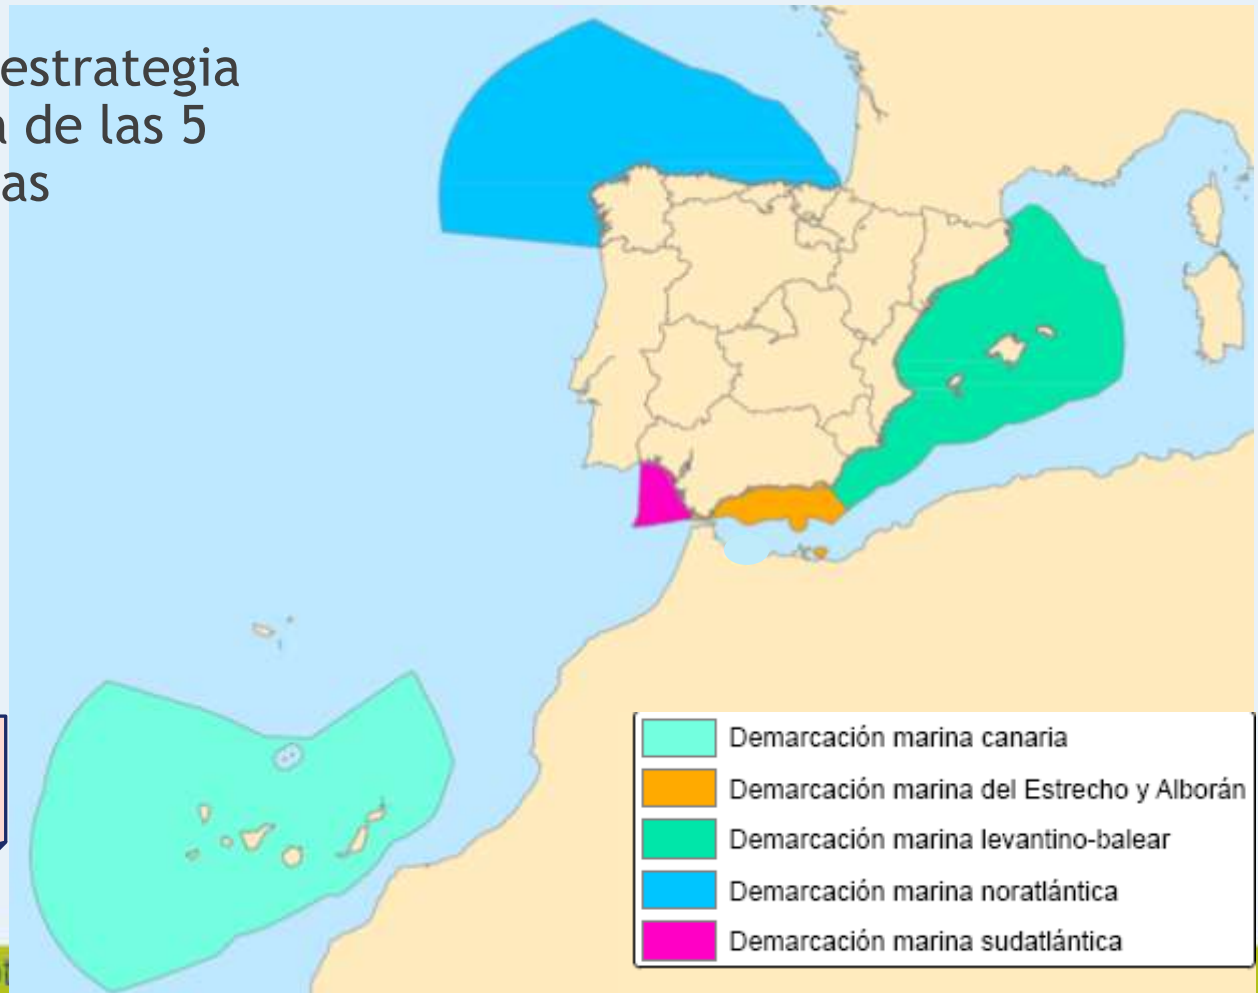 estrategia
de las 5
as
Demarcación marina canaria
Demarcación marina del Estrecho y Alborán
Demarcación marina levantino-balear
Demarcación marina noratlántica
Demarcación marina sudatlántica